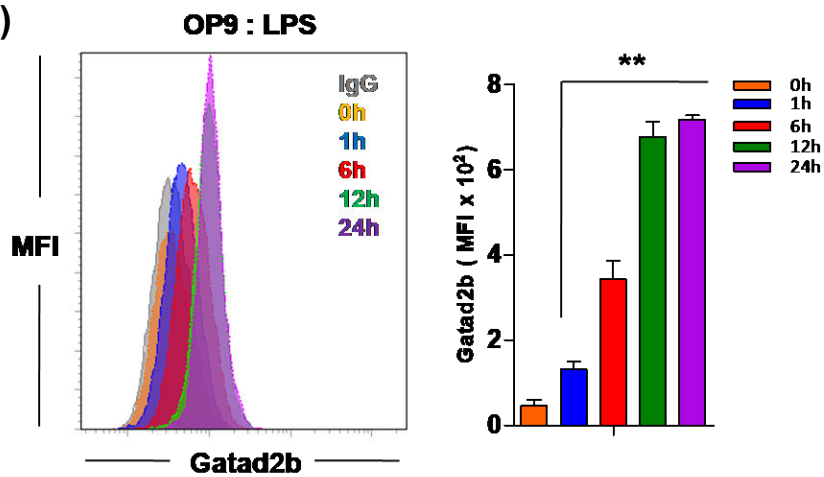 )
OP9 : LPS
IgG
0h
1h
6h
12h
24h
MFI
Gatad2b
**
Gatad2b ( MFI x 10²)
8
6
4
2
0
0h
1h
6h
12h
24h